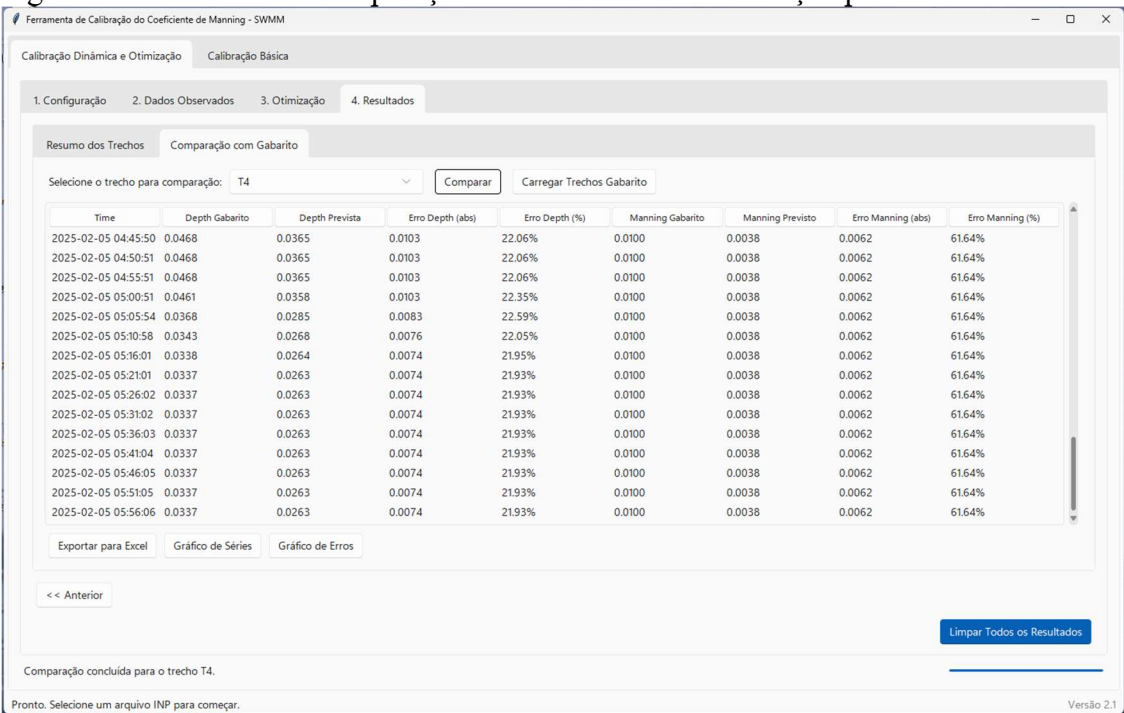 Ferramenta de Calibração do Coeficiente de Manning - SWMM
Calibração Dinâmica e Otimização Calibração Básica
1. Configuração 2. Dados Observados 3. Otimização 4. Resultados
Resumo dos Trechos Comparação com Gabarito
Selecione o trecho para comparação: T4 Comparar Carregar Trechos Gabarito
Time Depth Gabarito Depth Prevista Erro Depth (abs) Erro Depth (%) Manning Gabarito Manning Previsto Erro Manning (abs) Erro Manning (%)
2025-02-05 04:45:50 0.0468 0.0365 0.0103 22.06% 0.0100 0.0038 0.0062 61.64%
2025-02-05 04:50:51 0.0468 0.0365 0.0103 22.06% 0.0100 0.0038 0.0062 61.64%
2025-02-05 04:55:51 0.0468 0.0365 0.0103 22.06% 0.0100 0.0038 0.0062 61.64%
2025-02-05 05:00:51 0.0461 0.0358 0.0103 22.35% 0.0100 0.0038 0.0062 61.64%
2025-02-05 05:05:54 0.0368 0.0285 0.0083 22.59% 0.0100 0.0038 0.0062 61.64%
2025-02-05 05:10:58 0.0343 0.0268 0.0076 22.05% 0.0100 0.0038 0.0062 61.64%
2025-02-05 05:16:01 0.0338 0.0264 0.0074 21.95% 0.0100 0.0038 0.0062 61.64%
2025-02-05 05:21:01 0.0337 0.0263 0.0074 21.93% 0.0100 0.0038 0.0062 61.64%
2025-02-05 05:26:02 0.0337 0.0263 0.0074 21.93% 0.0100 0.0038 0.0062 61.64%
2025-02-05 05:31:02 0.0337 0.0263 0.0074 21.93% 0.0100 0.0038 0.0062 61.64%
2025-02-05 05:36:03 0.0337 0.0263 0.0074 21.93% 0.0100 0.0038 0.0062 61.64%
2025-02-05 05:41:04 0.0337 0.0263 0.0074 21.93% 0.0100 0.0038 0.0062 61.64%
2025-02-05 05:46:05 0.0337 0.0263 0.0074 21.93% 0.0100 0.0038 0.0062 61.64%
2025-02-05 05:51:05 0.0337 0.0263 0.0074 21.93% 0.0100 0.0038 0.0062 61.64%
2025-02-05 05:56:06 0.0337 0.0263 0.0074 21.93% 0.0100 0.0038 0.0062 61.64%
Exportar para Excel Gráfico de Séries Gráfico de Erros
<< Anterior
Limpar Todos os Resultados
Comparação concluída para o trecho T4.
Pronto. Selecione um arquivo INP para começar. Versão 2.1